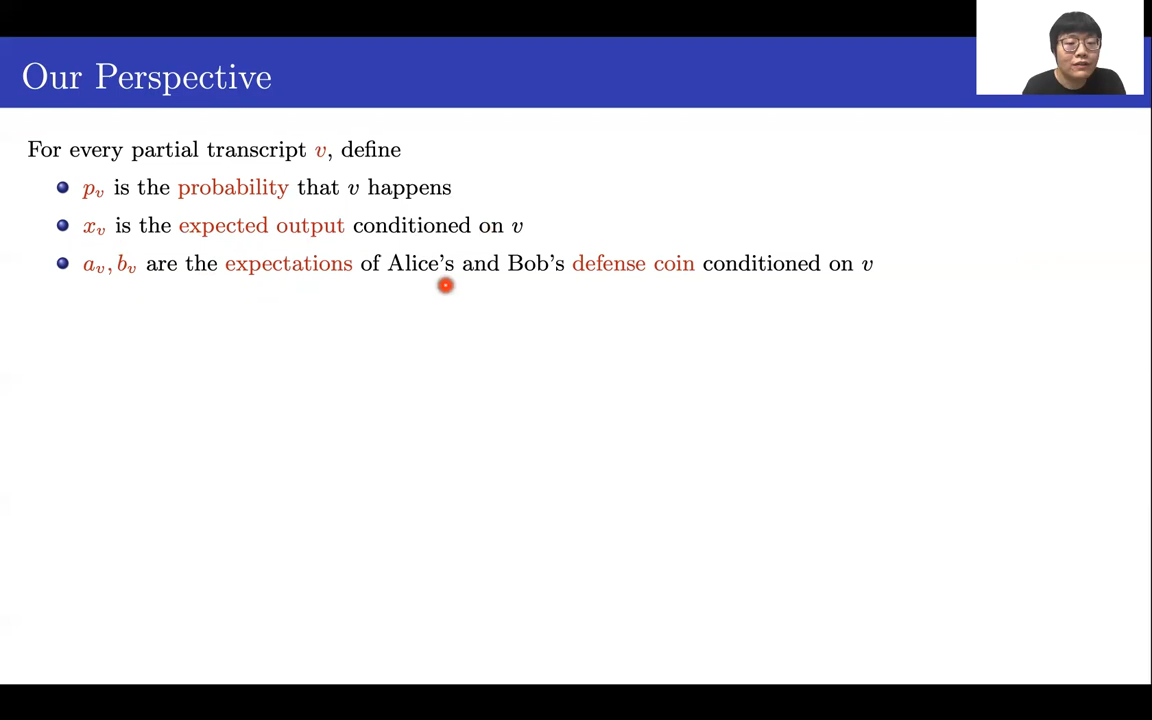 Our Perspective
For every partial transcript v, define
p_v is the probability that v happens
x_v is the expected output conditioned on v
a_v, b_v are the expectations of Alice's and Bob's defense coin conditioned on v